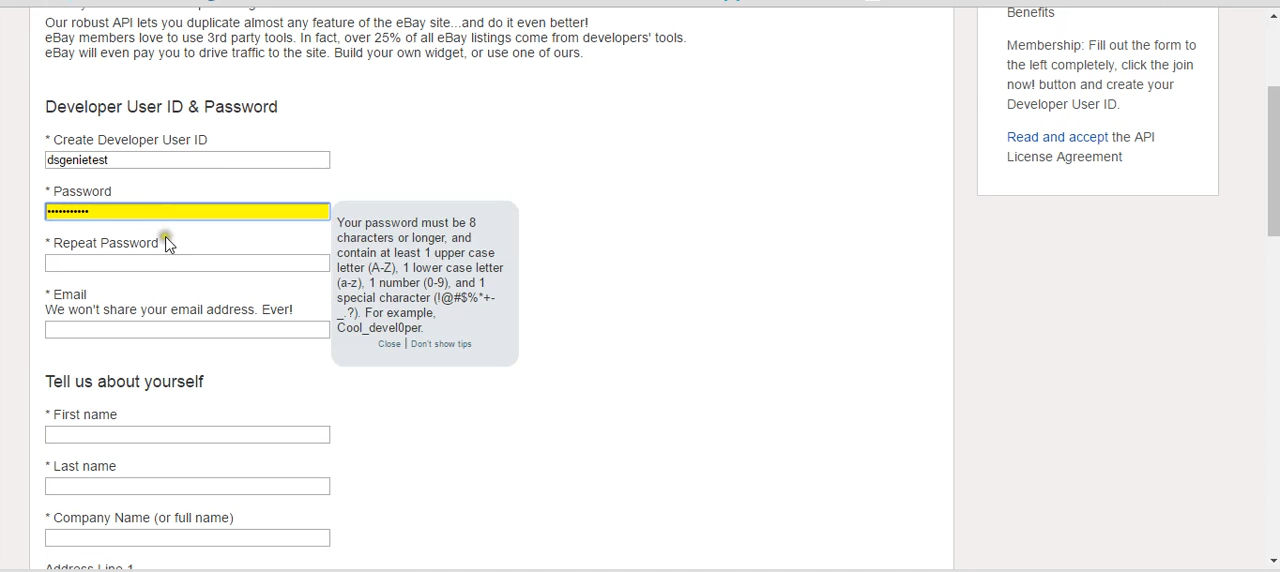 Our robust API lets you duplicate almost any feature of the eBay site...and do it even better!
eBay members love to use 3rd party tools. In fact, over 25% of all eBay listings come from developers' tools.
eBay will even pay you to drive traffic to the site. Build your own widget, or use one of ours.
Developer User ID & Password
* Create Developer User ID
dsgenietest
* Password
•••••••••••
* Repeat Password
* Email
We won't share your email address. Ever!
Your password must be 8
characters or longer, and
contain at least 1 upper case
letter (A-Z), 1 lower case letter
(a-z), 1 number (0-9), and 1
special character (!@#$%*+-
_.?). For example,
Cool_devel0per.
Close | Don't show tips
Tell us about yourself
* First name
* Last name
* Company Name (or full name)
Address Line 1
Benefits
Membership: Fill out the form to
the left completely, click the join
now! button and create your
Developer User ID.
Read and accept the API
License Agreement